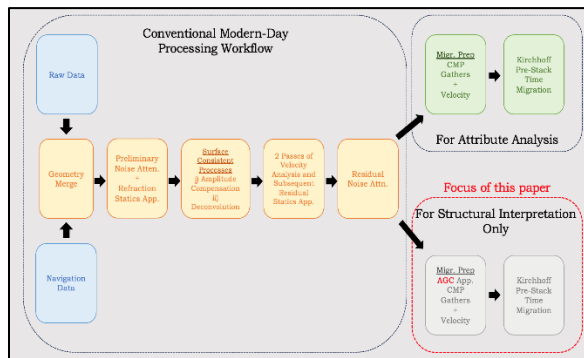 Conventional Modern-Day
Processing Workflow
Raw Data
Geometry
Merge
Navigation
Data
Preliminary
Noise Atten.
+
Refraction
Statics App.
Surface
Consistent
Processes
i) Amplitude
Compensation
ii)
Deconvolution
2 Passes of
Velocity
Analysis and
Subsequent
Residual
Statics App.
Residual
Noise Attn.
Migr. Prep
CMP
Gathers
+
Velocity
Kirchhoff
Pre-Stack
Time
Migration
For Attribute Analysis
Focus of this paper
For Structural Interpretation
Only
Migr. Prep
AGC App.
CMP
Gathers
+
Velocity
Kirchhoff
Pre-Stack
Time
Migration